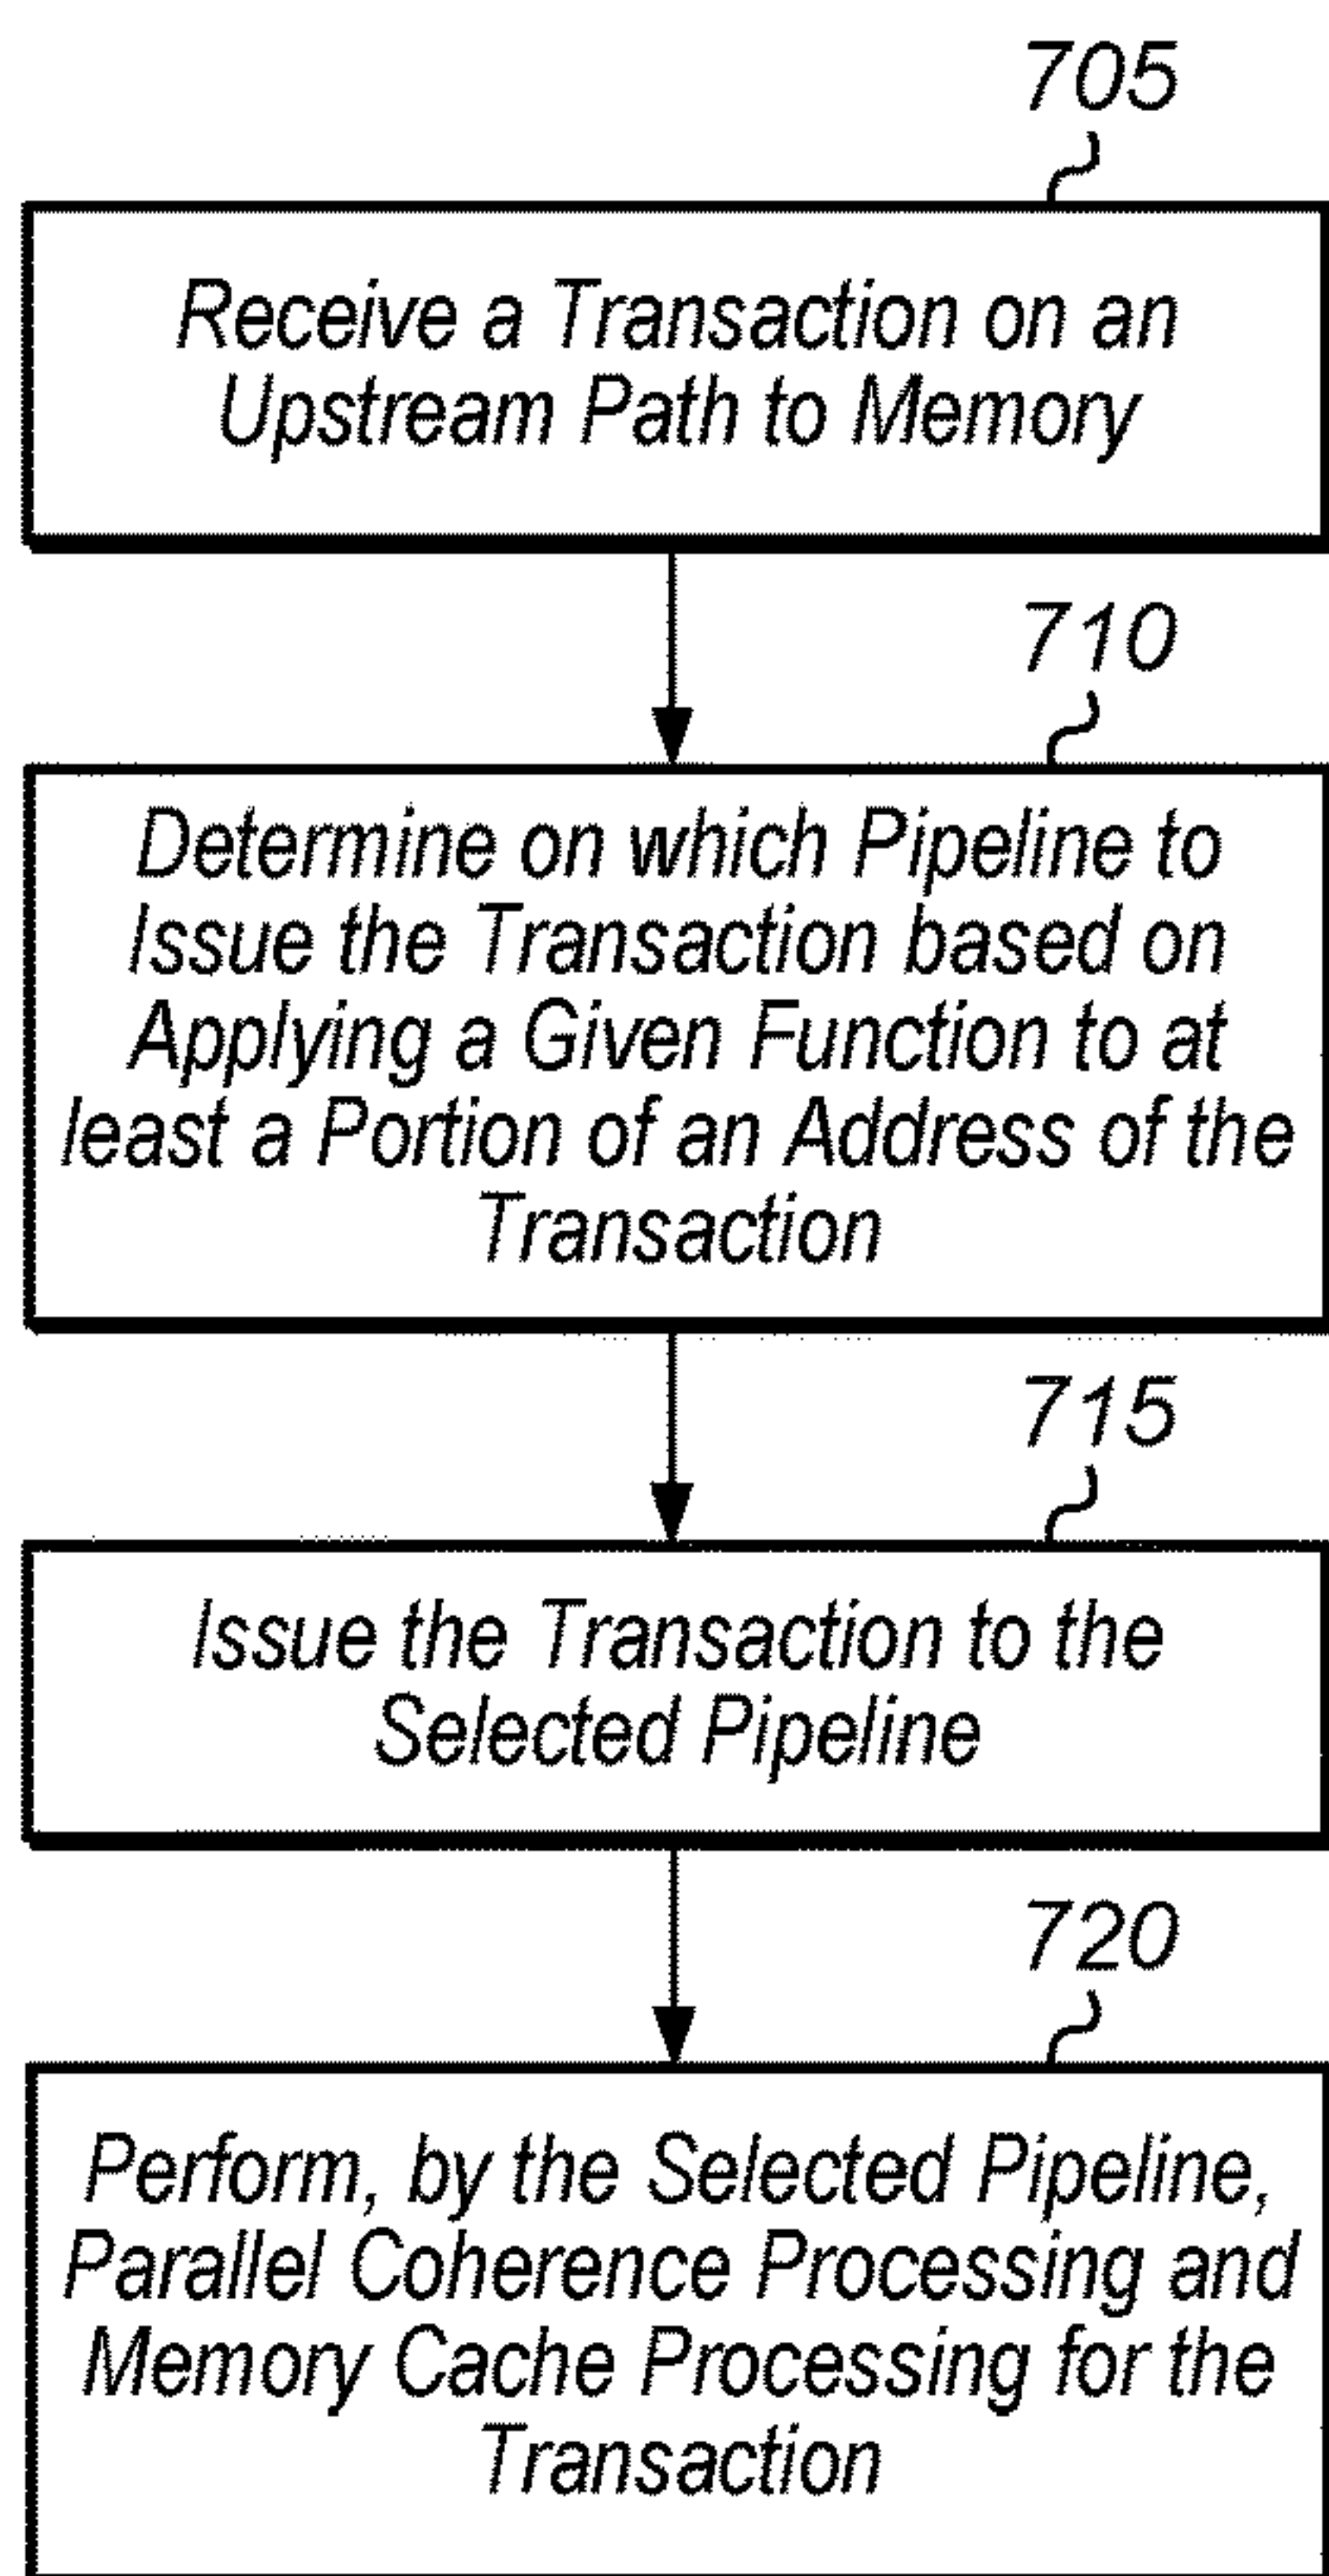 705
Receive a Transaction on an
Upstream Path to Memory
710
Determine on which Pipeline to
Issue the Transaction based on
Applying a Given Function to at
least a Portion of an Address of the
Transaction
715
Issue the Transaction to the
Selected Pipeline
720
Perform, by the Selected Pipeline,
Parallel Coherence Processing and
Memory Cache Processing for the
Transaction